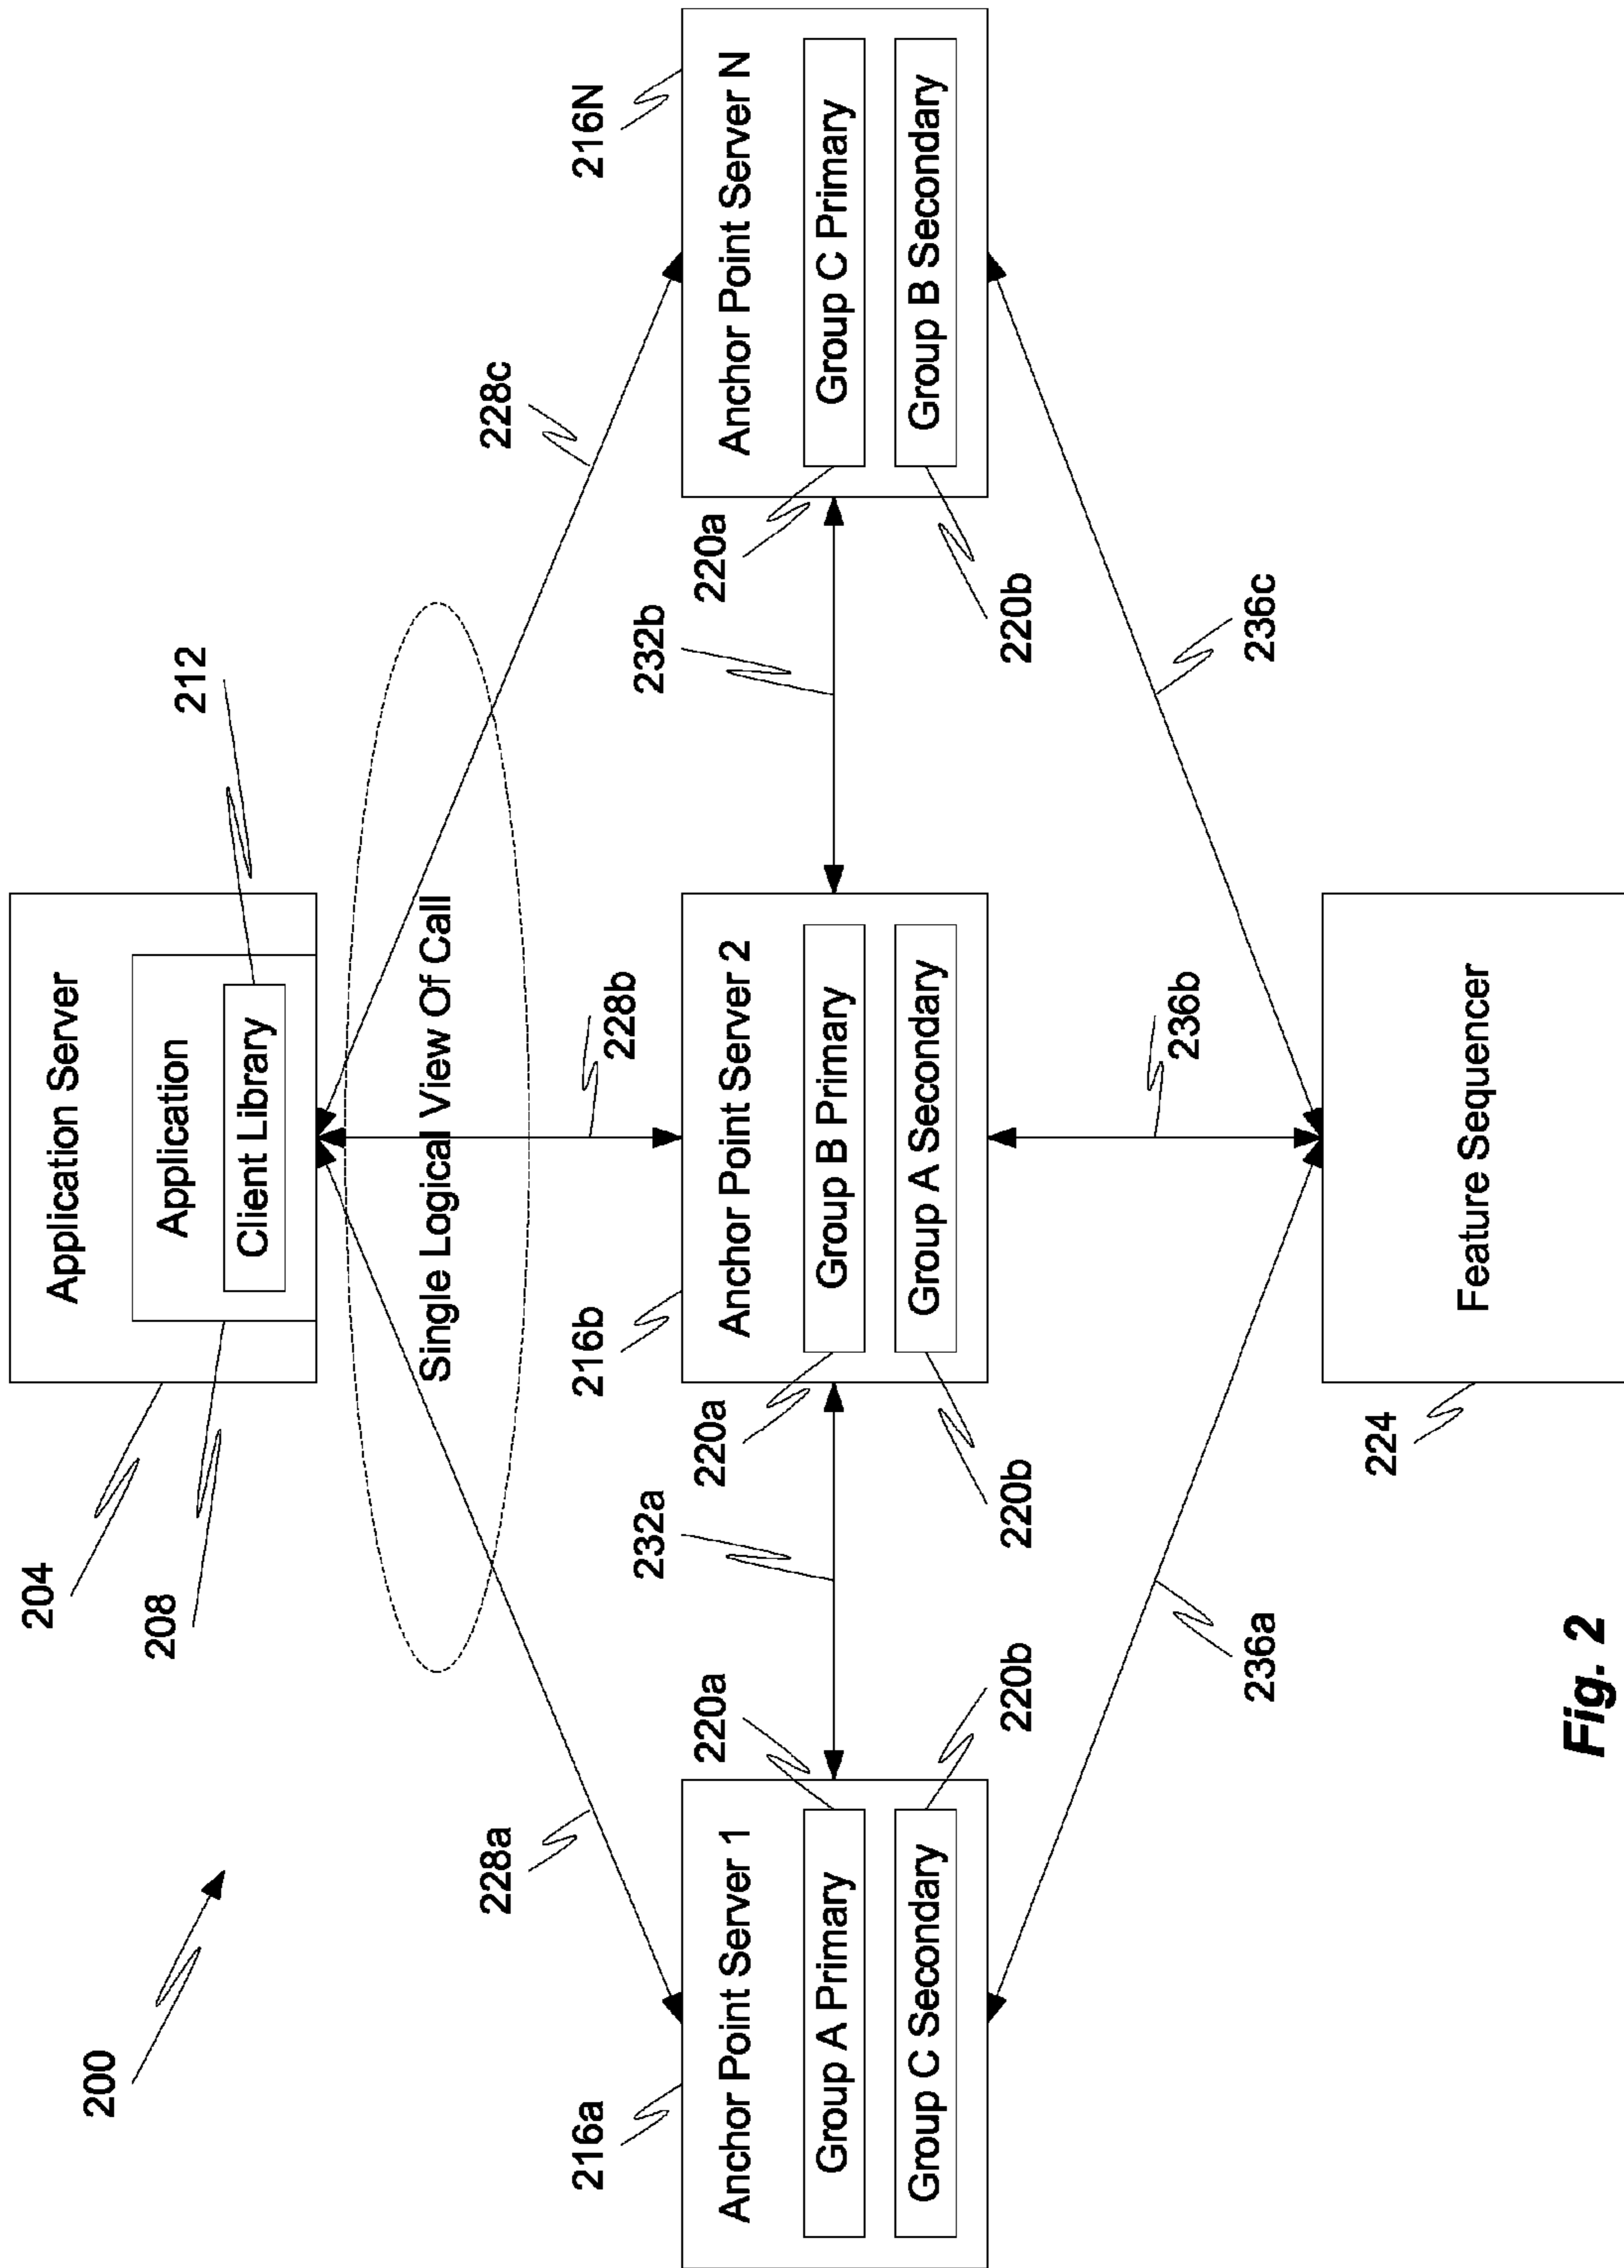 200
204
208
Application Server
Application
Client Library
212
Single Logical View Of Call
228a
228b
228c
216a
Anchor Point Server 1
Group A Primary
Group C Secondary
220a
220b
232a
216b
Anchor Point Server 2
Group B Primary
Group A Secondary
220a
220b
232b
216N
Anchor Point Server N
Group C Primary
Group B Secondary
220a
220b
236a
236b
236c
224
Feature Sequencer
Fig. 2